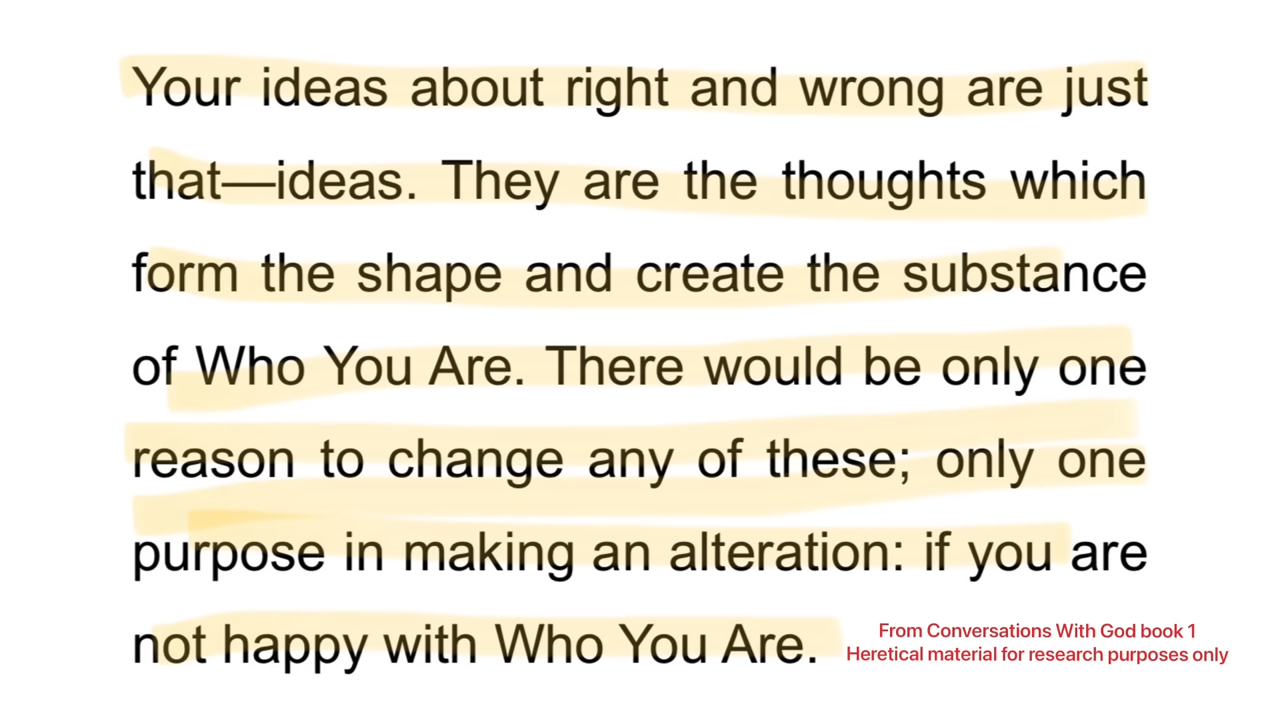 Your ideas about right and wrong are just
that—ideas. They are the thoughts which
form the shape and create the substance
of Who You Are. There would be only one
reason to change any of these; only one
purpose in making an alteration: if you are
not happy with Who You Are.
From Conversations With God book 1
Heretical material for research purposes only